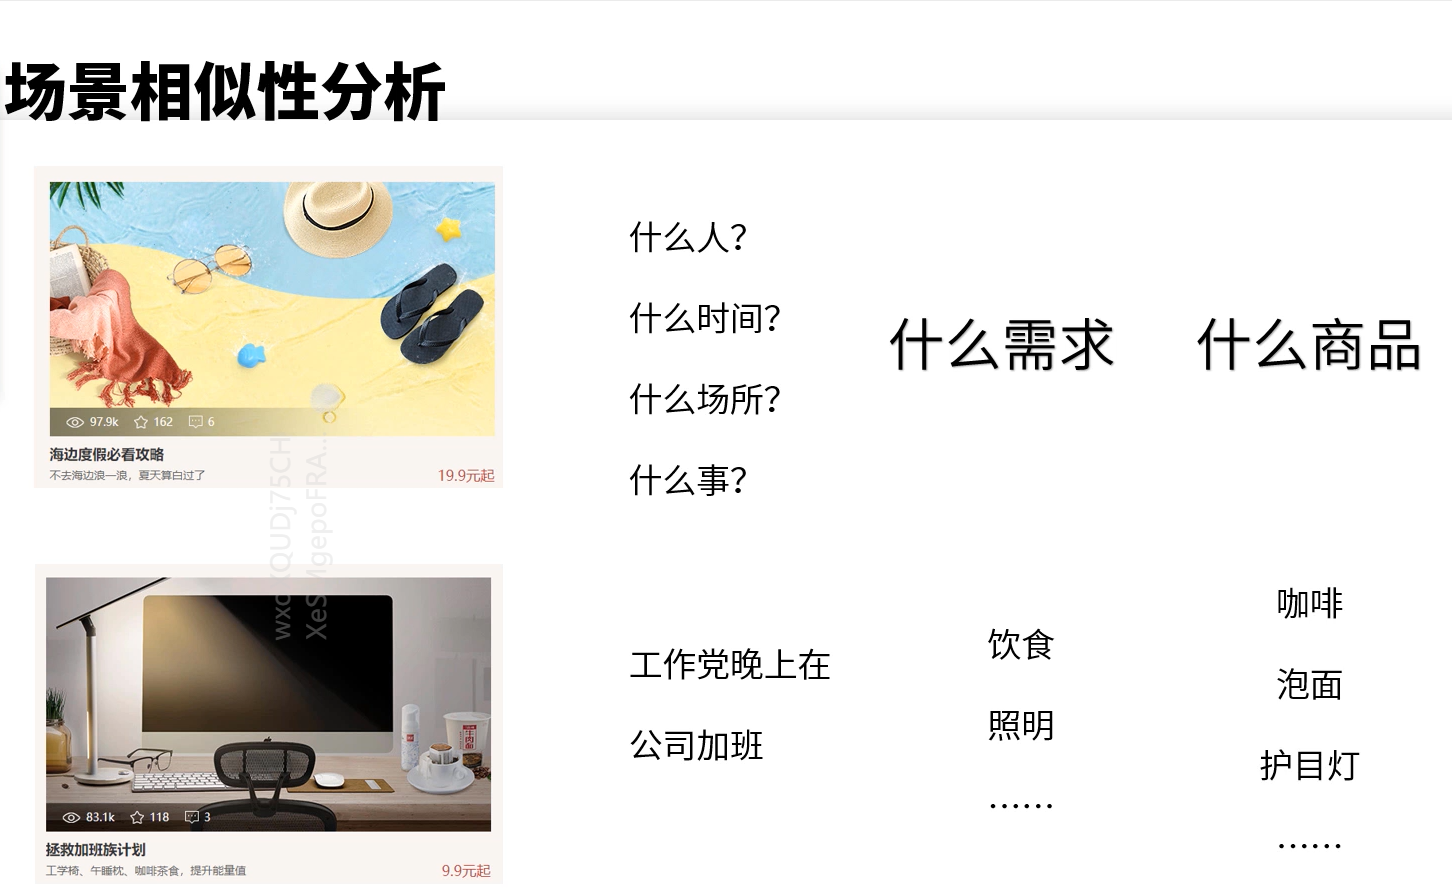 场景相似性分析
97.9k 162 6
海边度假必看攻略
不去海边浪一浪，夏天算白过了
19.9元起
什么人？
什么时间？
什么场所？
什么事？
什么需求
什么商品
83.1k 118 3
拯救加班族计划
工学椅、午睡枕、咖啡茶食，提升能量值
9.9元起
工作党晚上在
公司加班
饮食
照明
……
咖啡
泡面
护目灯
……
牛肉面